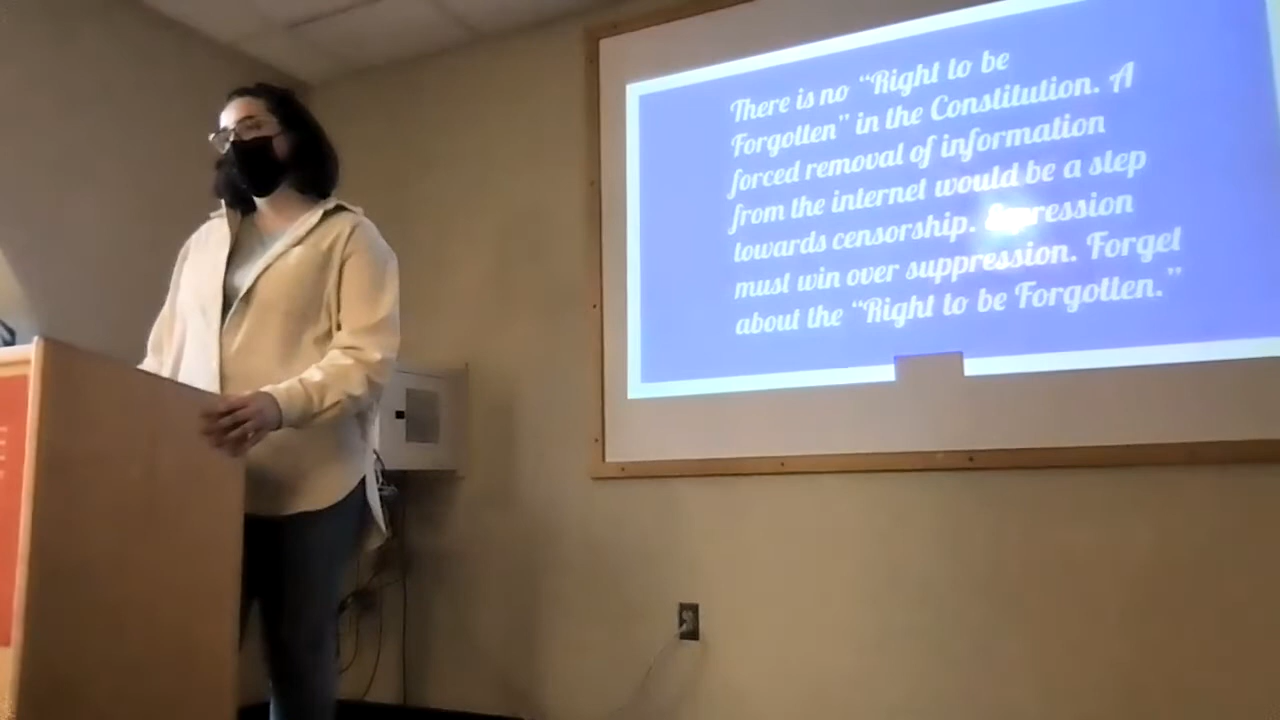 There is no “Right to be
Forgotten” in the Constitution. A
forced removal of information
from the internet would be a step
towards censorship. Expression
must win over suppression. Forget
about the “Right to be Forgotten.”